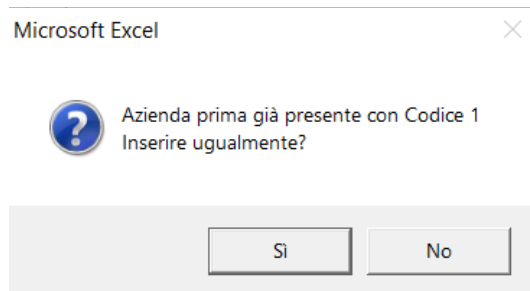 Microsoft Excel
Azienda prima già presente con Codice 1
Inserire ugualmente?
Sì
No